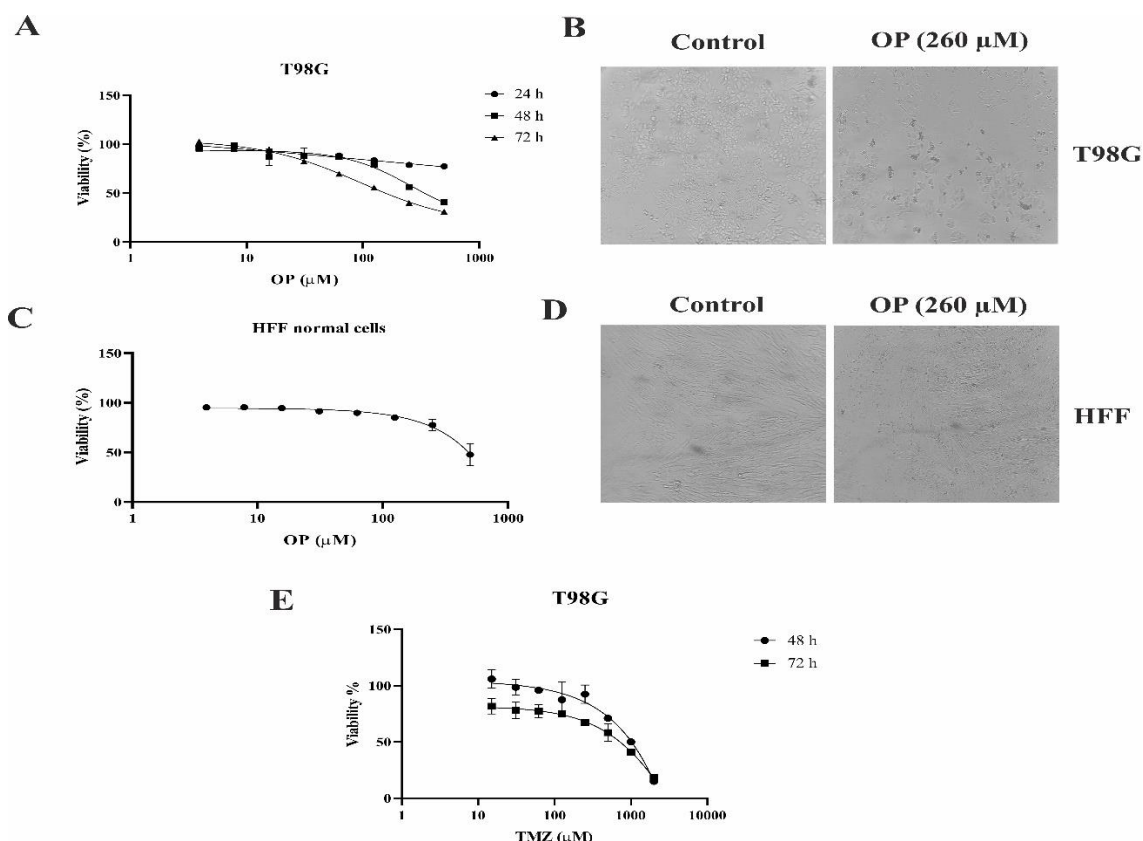 A
T98G
24 h
48 h
72 h
150
100
50
0
Viability (%)
1
10
100
1000
OP (µM)
B
Control
OP (260 µM)
T98G
C
HFF normal cells
150
100
50
0
Viability (%)
1
10
100
1000
OP (µM)
D
Control
OP (260 µM)
HFF
E
T98G
48 h
72 h
150
100
50
0
Viability %
1
10
100
1000
10000
TMZ (µM)